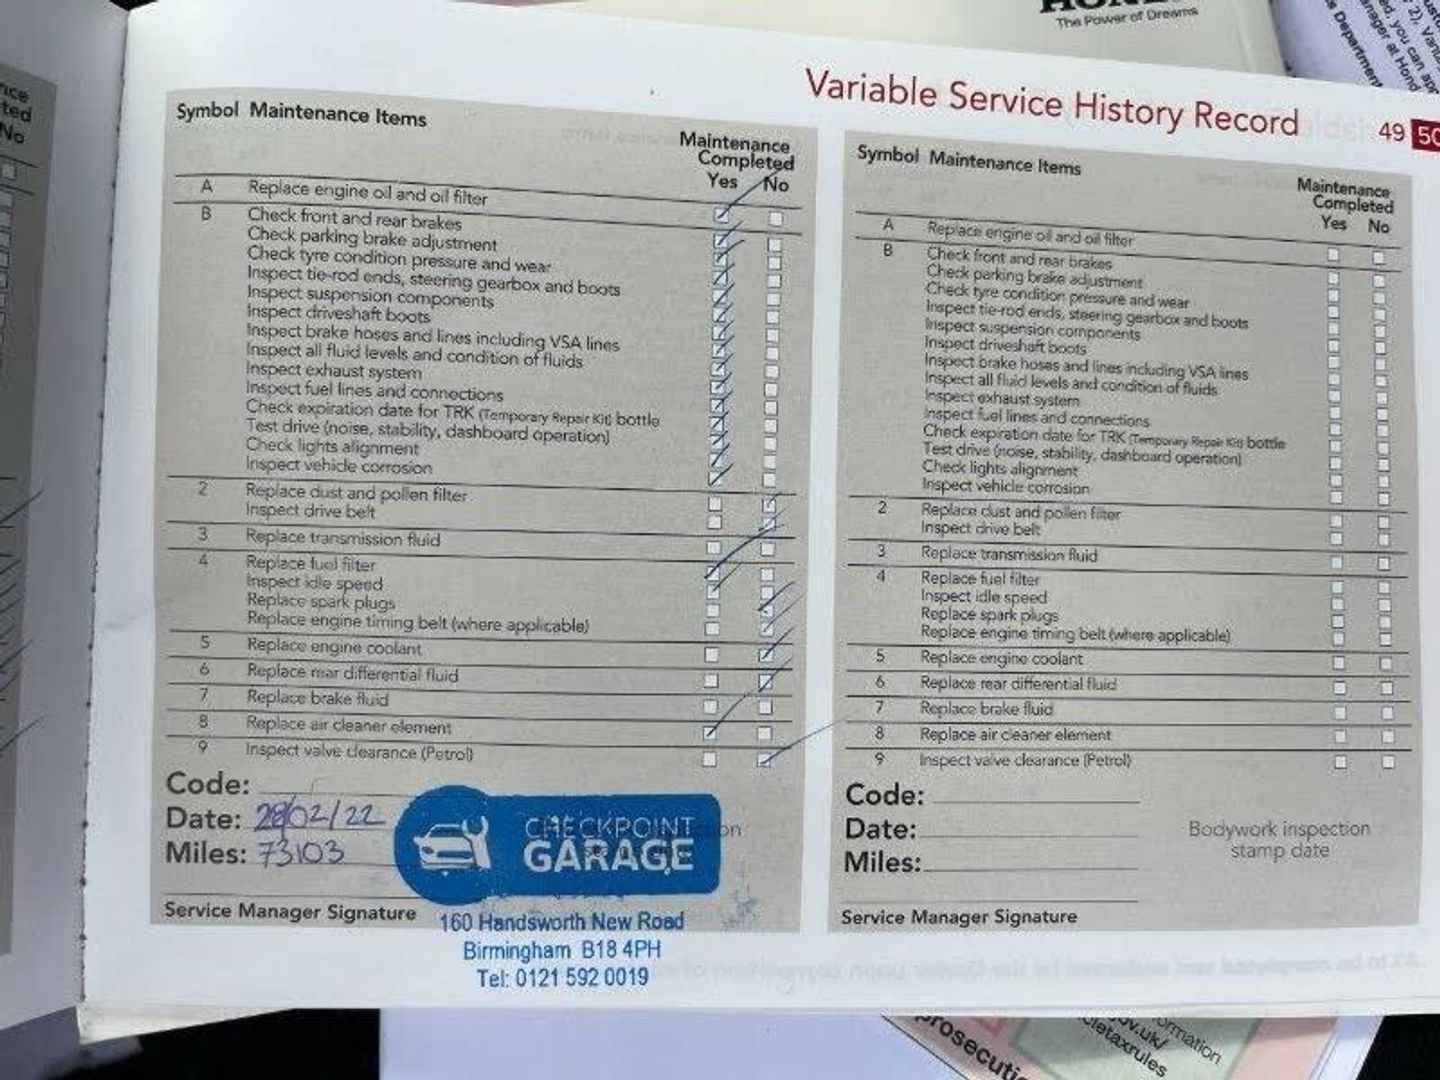 The Power of Dreams
Variable Service History Record 49 50
Symbol Maintenance Items
Maintenance
Completed
Yes No
A Replace engine oil and oil filter
B Check front and rear brakes
Check parking brake adjustment
Check tyre condition pressure and wear
Inspect tie-rod ends, steering gearbox and boots
Inspect suspension components
Inspect driveshaft boots
Inspect brake hoses and lines including VSA lines
Inspect all fluid levels and condition of fluids
Inspect exhaust system
Inspect fuel lines and connections
Check expiration date for TRK (Temporary Repair Kit) bottle
Test drive (noise, stability, dashboard operation)
Check lights alignment
Inspect vehicle corrosion
2 Replace dust and pollen filter
Inspect drive belt
3 Replace transmission fluid
4 Replace fuel filter
Inspect idle speed
Replace spark plugs
Replace engine timing belt (where applicable)
5 Replace engine coolant
6 Replace rear differential fluid
7 Replace brake fluid
8 Replace air cleaner element
9 Inspect valve clearance (Petrol)
Code:
Date: 28/02/22
Miles: 73103
CHECKPOINT
GARAGE
Service Manager Signature
160 Handsworth New Road
Birmingham B18 4PH
Tel: 0121 592 0019
Symbol Maintenance Items
Maintenance
Completed
Yes No
A Replace engine oil and oil filter
B Check front and rear brakes
Check parking brake adjustment
Check tyre condition pressure and wear
Inspect tie-rod ends, steering gearbox and boots
Inspect suspension components
Inspect driveshaft boots
Inspect brake hoses and lines including VSA lines
Inspect all fluid levels and condition of fluids
Inspect exhaust system
Inspect fuel lines and connections
Check expiration date for TRK (Temporary Repair Kit) bottle
Test drive (noise, stability, dashboard operation)
Check lights alignment
Inspect vehicle corrosion
2 Replace dust and pollen filter
Inspect drive belt
3 Replace transmission fluid
4 Replace fuel filter
Inspect idle speed
Replace spark plugs
Replace engine timing belt (where applicable)
5 Replace engine coolant
6 Replace rear differential fluid
7 Replace brake fluid
8 Replace air cleaner element
9 Inspect valve clearance (Petrol)
Code:
Date:
Miles:
Bodywork inspection
stamp date
Service Manager Signature